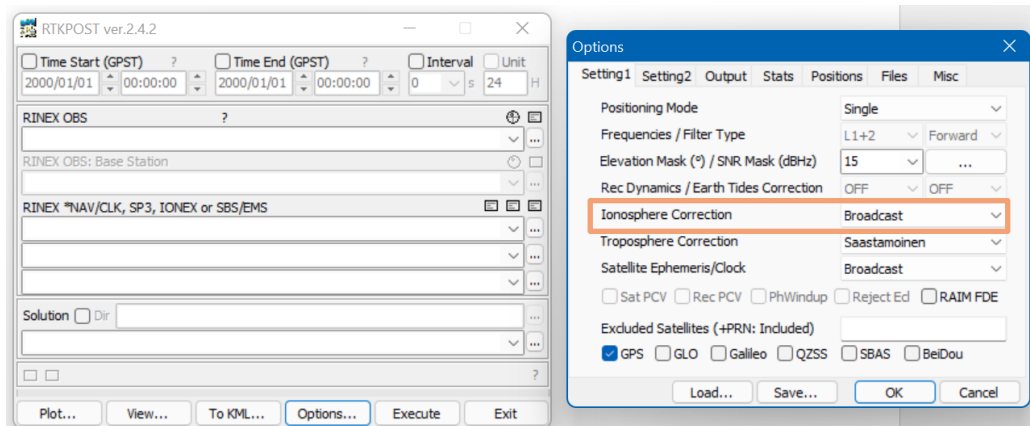 RTKPOST ver.2.4.2
Time Start (GPST) ? Time End (GPST) ? Interval Unit
2000/01/01 00:00:00 2000/01/01 00:00:00 0 s 24 H
RINEX OBS ?
...
RINEX OBS: Base Station
...
RINEX *NAV/CLK, SP3, IONEX or SBS/EMS
...
...
...
Solution Dir
...
...
?
Plot... View... To KML... Options... Execute Exit
Options
Setting1 Setting2 Output Stats Positions Files Misc
Positioning Mode Single
Frequencies / Filter Type L1+2 Forward
Elevation Mask (°) / SNR Mask (dBHz) 15 ...
Rec Dynamics / Earth Tides Correction OFF OFF
Ionosphere Correction Broadcast
Troposphere Correction Saastamoinen
Satellite Ephemeris/Clock Broadcast
Sat PCV Rec PCV PhWindup Reject Ecl RAIM FDE
Excluded Satellites (+PRN: Included)
GPS GLO Galileo QZSS SBAS BeiDou
Load... Save... OK Cancel